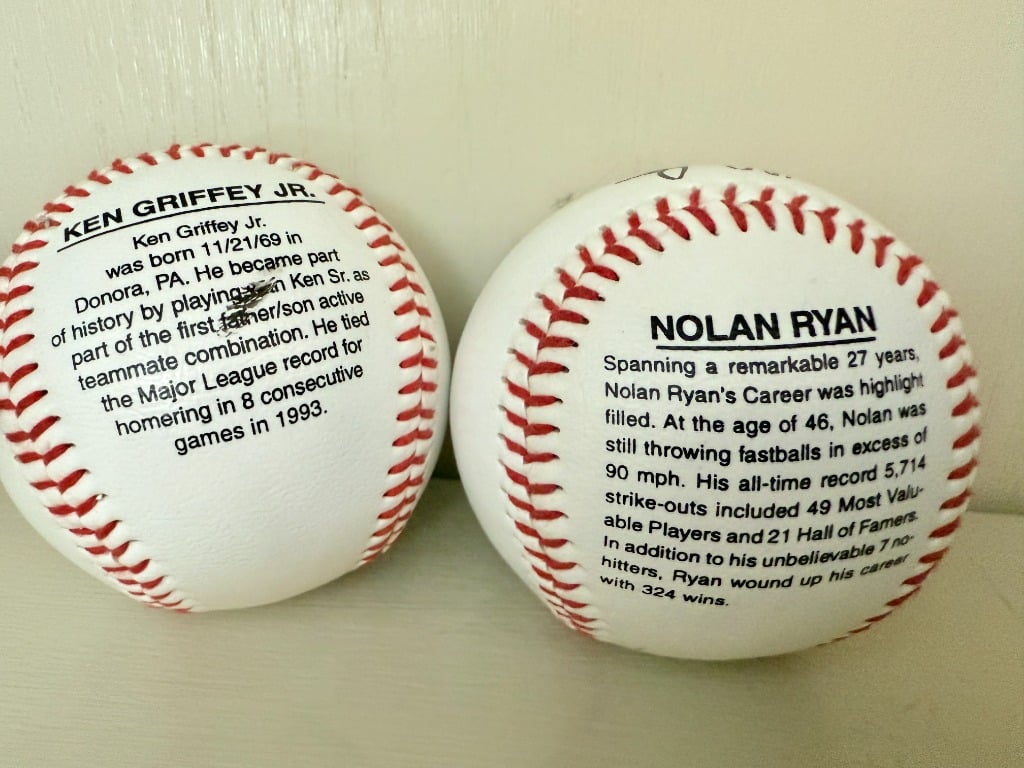 KEN GRIFFEY JR.
Ken Griffey Jr.
was born 11/21/69 in
Donora, PA. He became part
of history by playing Ken Sr. as
part of the first father/son active
teammate combination. He tied
the Major League record for
homering in 8 consecutive
games in 1993.
NOLAN RYAN
Spanning a remarkable 27 years,
Nolan Ryan's Career was highlight
filled. At the age of 46, Nolan was
still throwing fastballs in excess of
90 mph. His all-time record 5,714
strike-outs included 49 Most Valu-
able Players and 21 Hall of Famers.
In addition to his unbelievable 7 no-
hitters, Ryan wound up his career
with 324 wins.